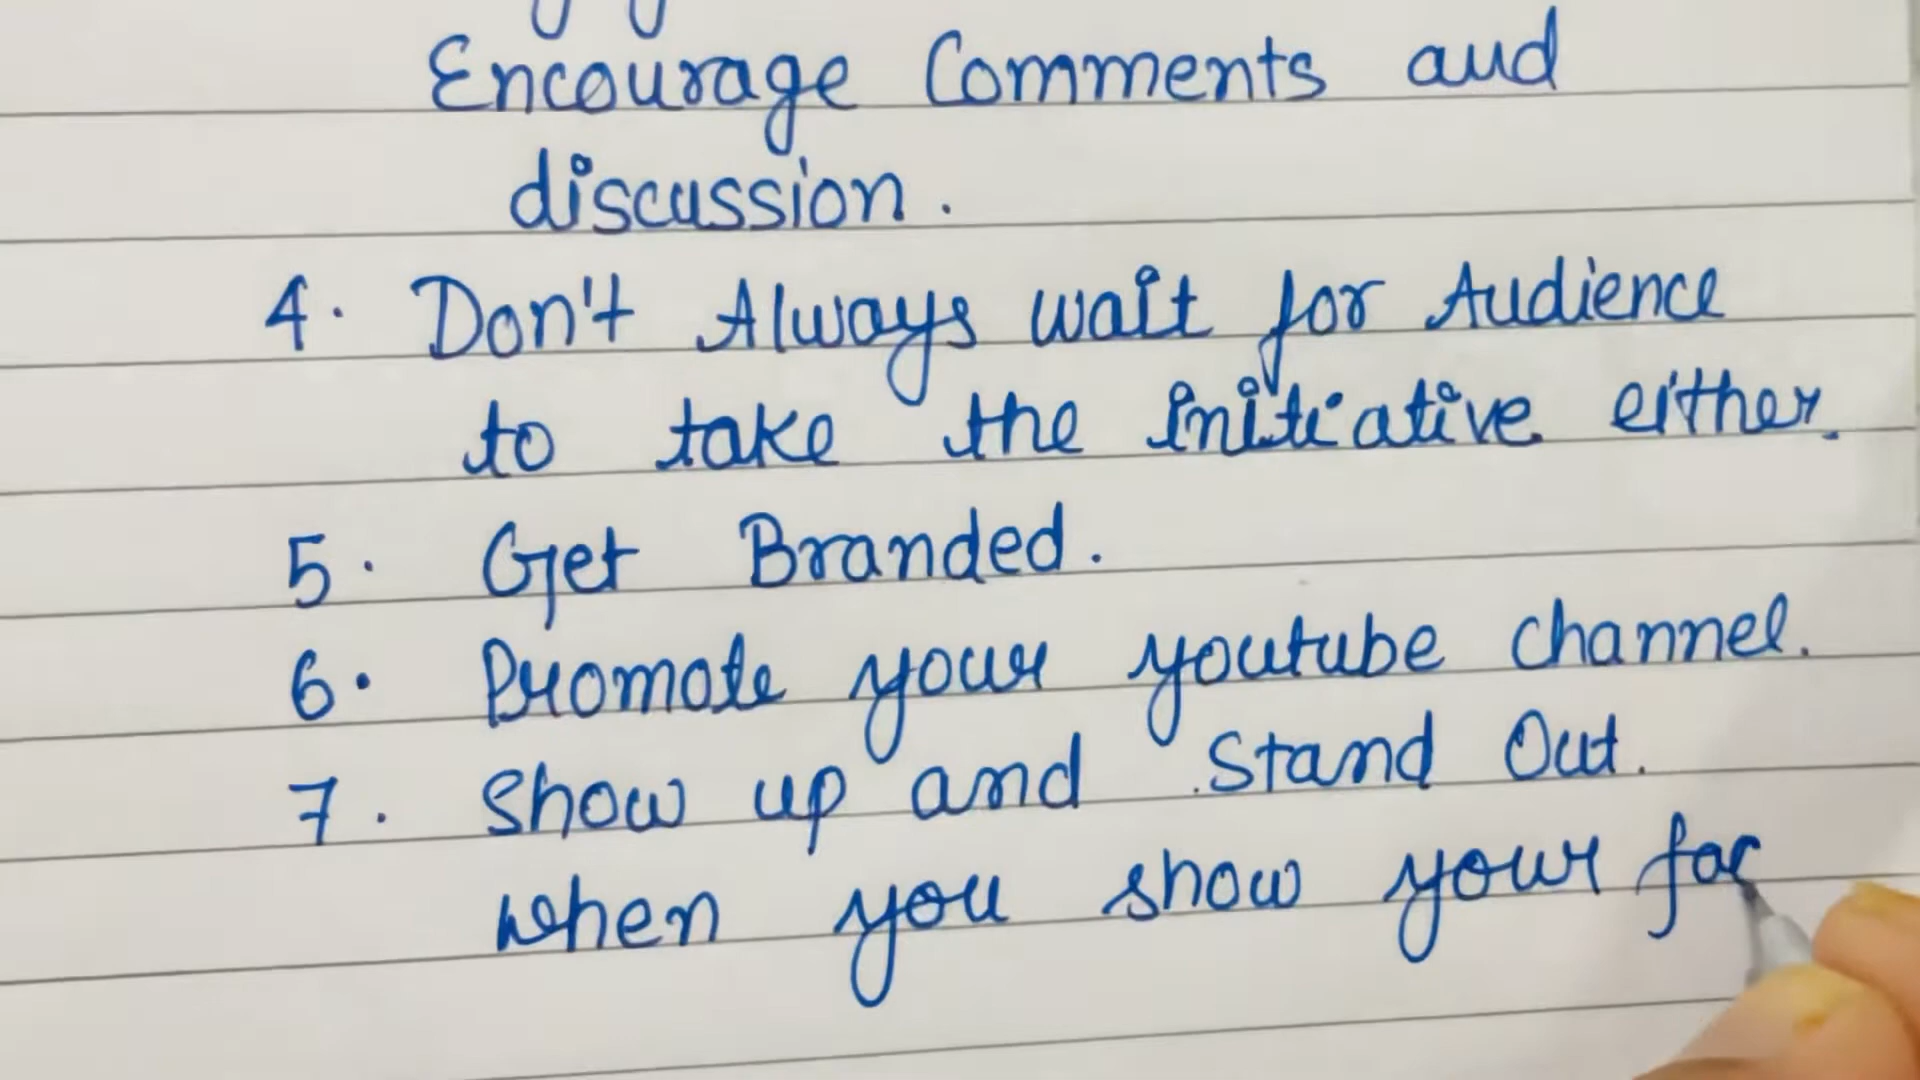 Encourage Comments and
discussion.
4. Don't Always wait for Audience
to take the initiative either.
5. Get Branded.
6. Promote your youtube channel.
7. Show up and Stand Out.
when you show your fac